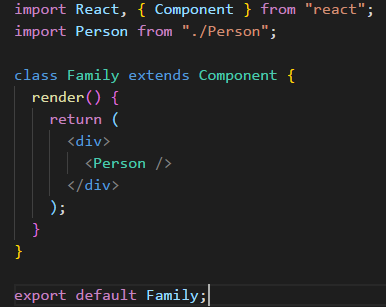 import React, { Component } from "react";
import Person from "./Person";

class Family extends Component {
  render() {
    return (
      <div>
        <Person />
      </div>
    );
  }
}

export default Family;